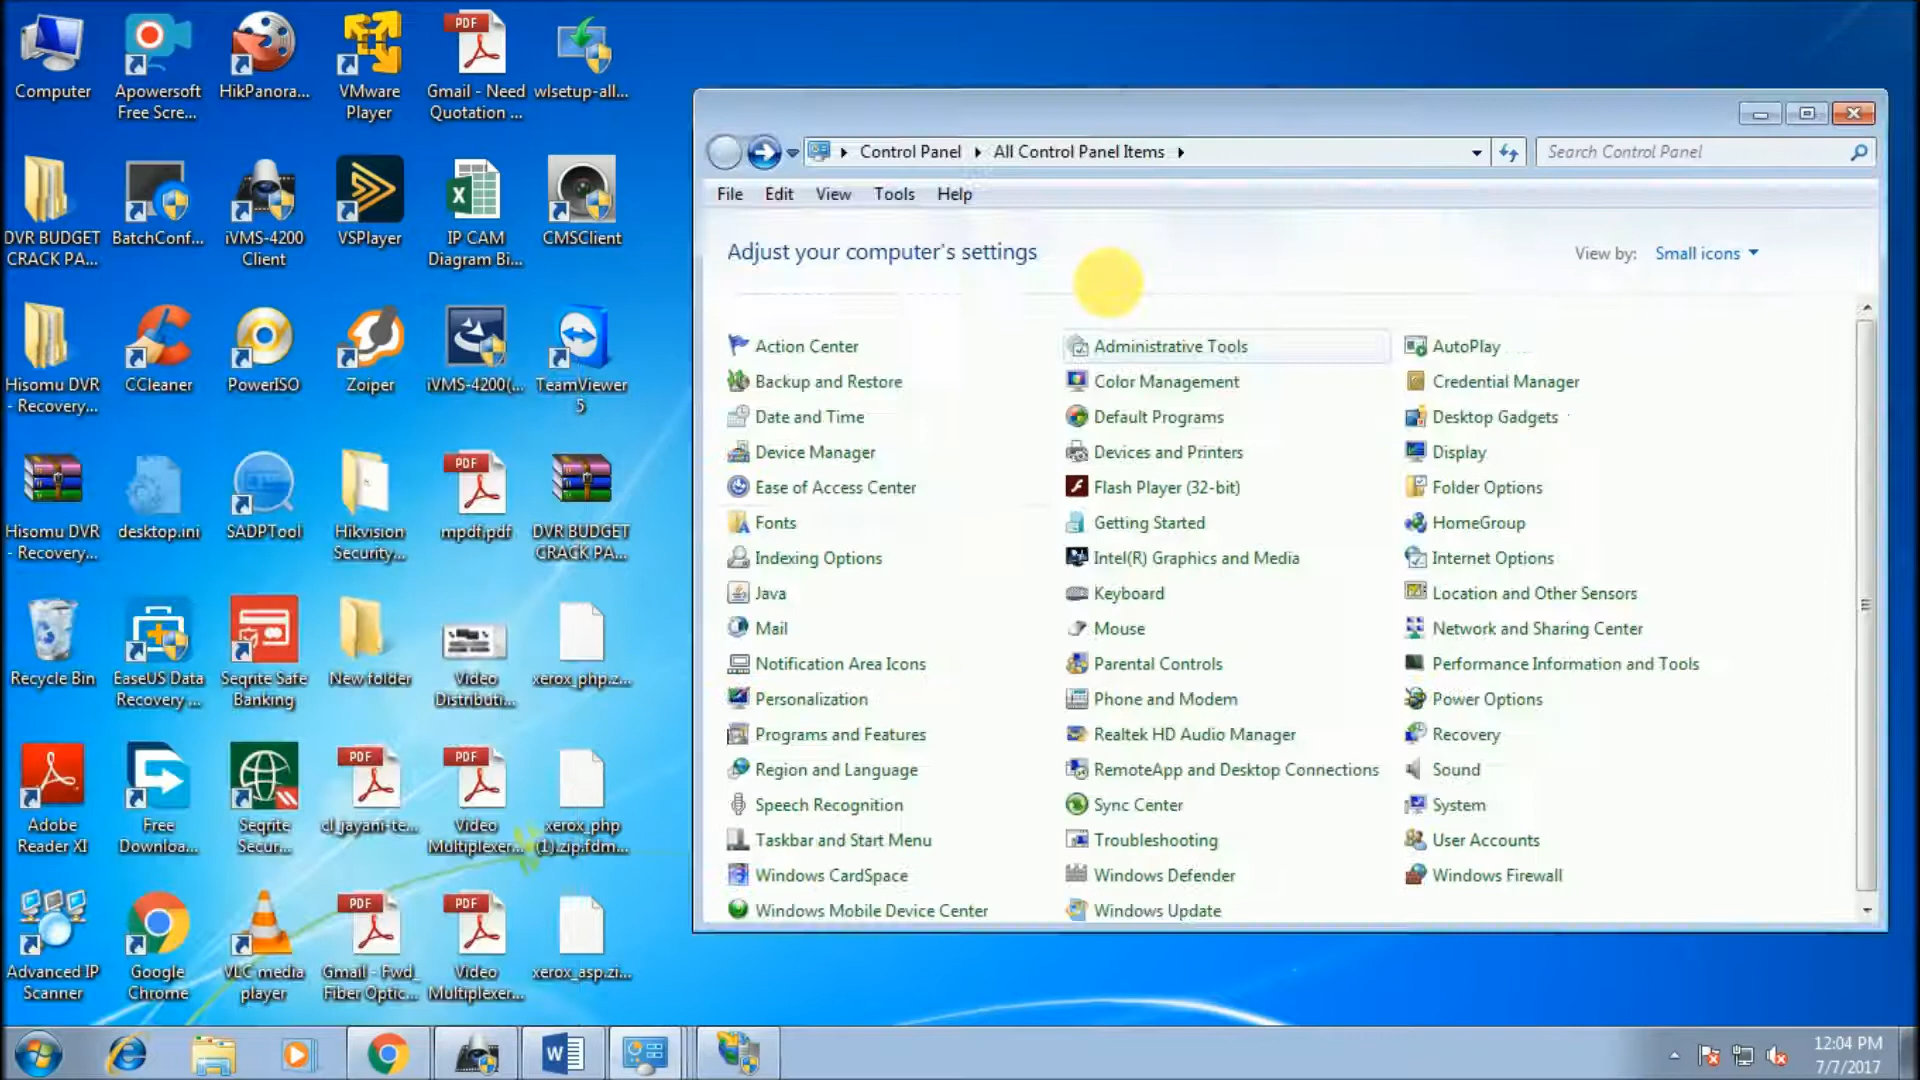 Computer
Apowersoft
Free Scre...
HikPanora...
VMware
Player
Gmail - Need
Quotation ...
wlsetup-all...
DVR BUDGET
CRACK PA...
BatchConf...
iVMS-4200
Client
VSPlayer
IP CAM
Diagram Bi...
CMSClient
Hisomu DVR
- Recovery...
CCleaner
PowerISO
Zoiper
iVMS-4200(...
TeamViewer
5
Hisomu DVR
- Recovery...
desktop.ini
SADPTool
Hikvision
Security...
mpdf.pdf
DVR BUDGET
CRACK PA...
Recycle Bin
EaseUS Data
Recovery ...
Seqrite Safe
Banking
New folder
Video
Distributi...
xerox_php.z...
Adobe
Reader XI
Free
Downloa...
Seqrite
Secur...
cl_jayani-te...
Video
Multiplexer...
xerox_php
(1).zip.fdm...
Advanced IP
Scanner
Google
Chrome
VLC media
player
Gmail - Fwd_
Fiber Optic...
Video
Multiplexer...
xerox_asp.zi...
Control Panel
All Control Panel Items
Search Control Panel
File Edit View Tools Help
Adjust your computer's settings
View by: Small icons
Action Center
Administrative Tools
AutoPlay
Backup and Restore
Color Management
Credential Manager
Date and Time
Default Programs
Desktop Gadgets
Device Manager
Devices and Printers
Display
Ease of Access Center
Flash Player (32-bit)
Folder Options
Fonts
Getting Started
HomeGroup
Indexing Options
Intel(R) Graphics and Media
Internet Options
Java
Keyboard
Location and Other Sensors
Mail
Mouse
Network and Sharing Center
Notification Area Icons
Parental Controls
Performance Information and Tools
Personalization
Phone and Modem
Power Options
Programs and Features
Realtek HD Audio Manager
Recovery
Region and Language
RemoteApp and Desktop Connections
Sound
Speech Recognition
Sync Center
System
Taskbar and Start Menu
Troubleshooting
User Accounts
Windows CardSpace
Windows Defender
Windows Firewall
Windows Mobile Device Center
Windows Update
12:04 PM
7/7/2017